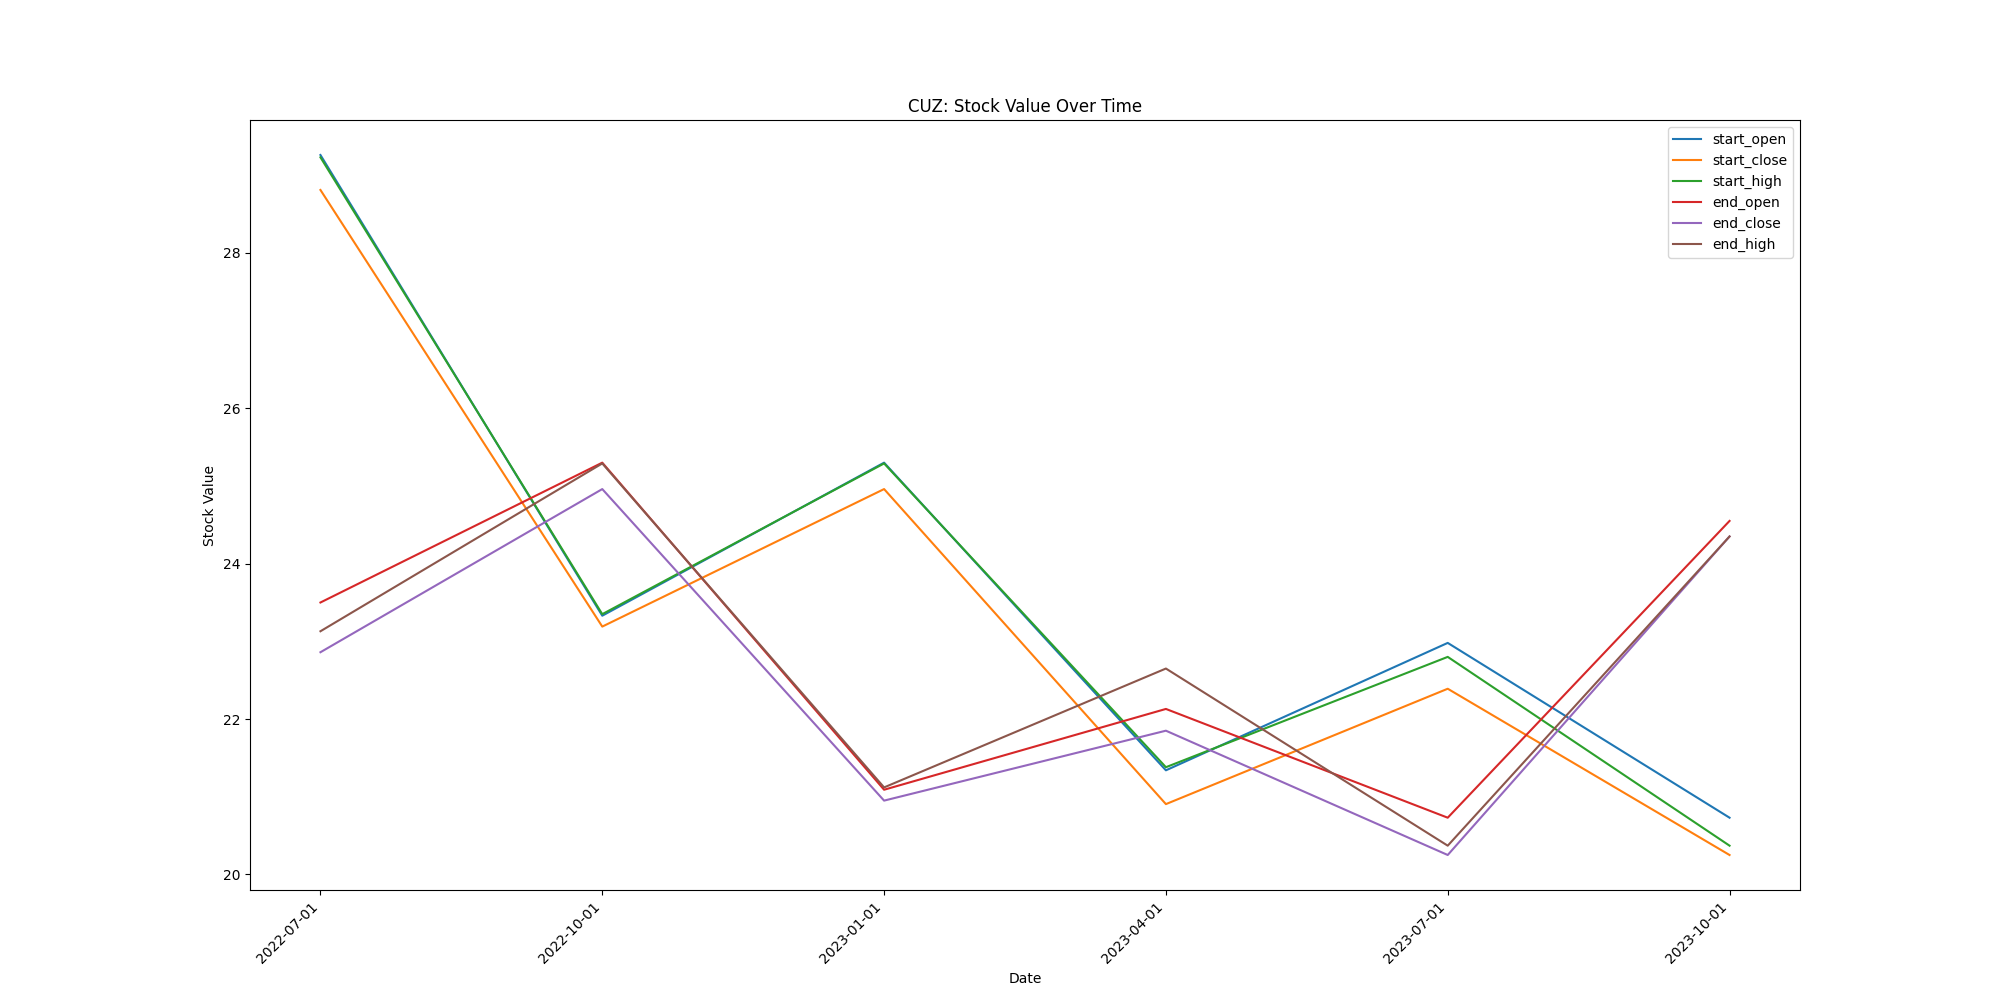 CUZ: Stock Value Over Time
start_open
start_close
start_high
end_open
end_close
end_high
Stock Value
28
26
24
22
20
2022-07-01
2022-10-01
2023-01-01
2023-04-01
2023-07-01
2023-10-01
Date